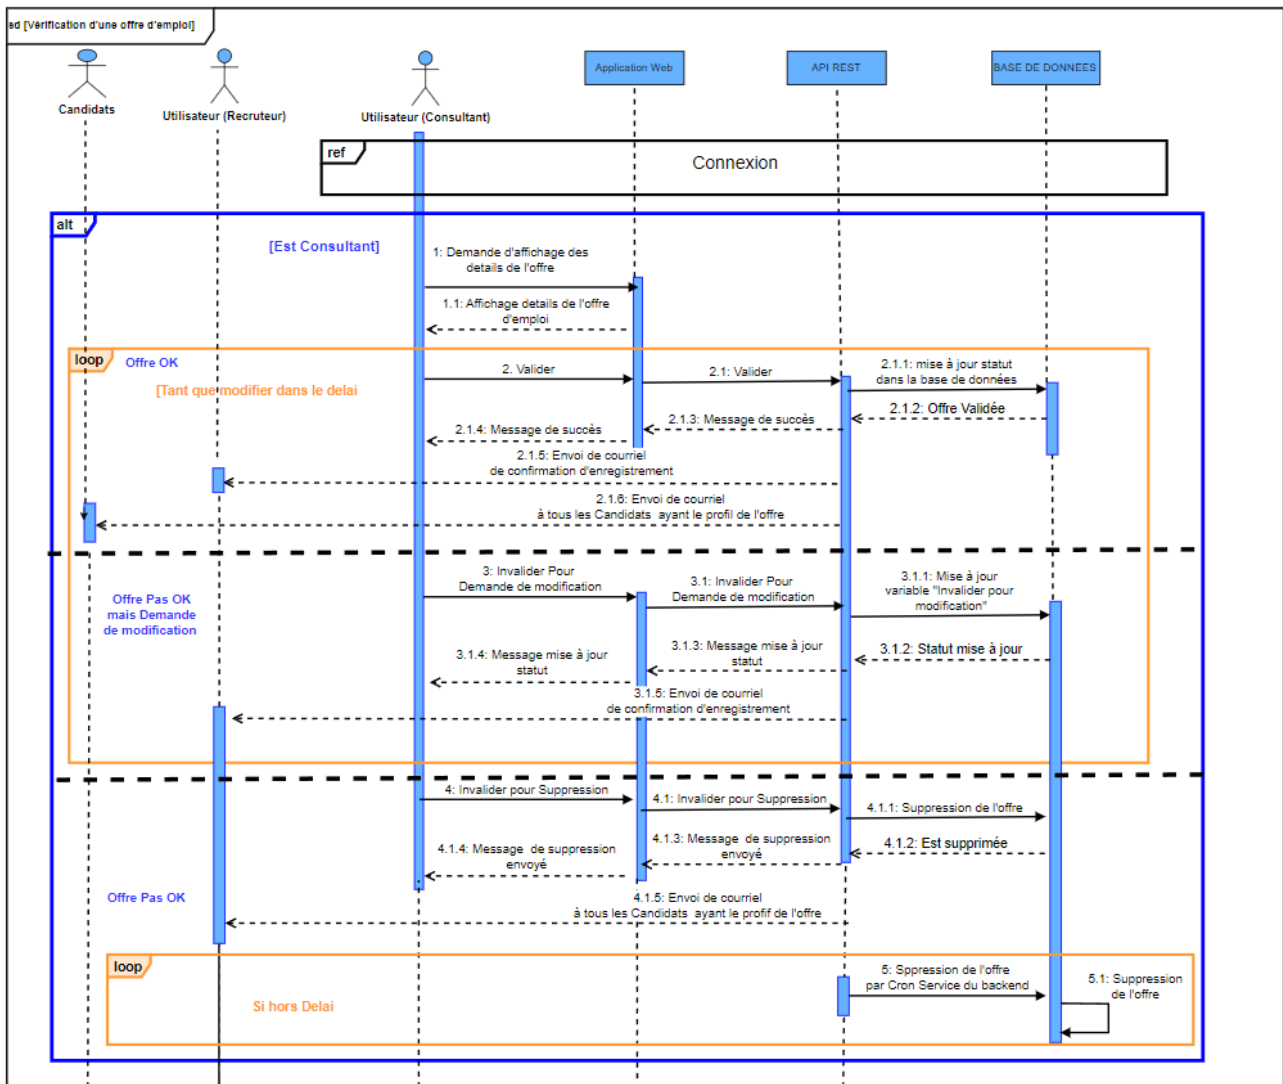 sd [Vérification d'une offre d'emploi]
Candidats
Utilisateur (Recruteur)
Utilisateur (Consultant)
Application Web
API REST
BASE DE DONNEES
ref
Connexion
alt
[Est Consultant]
1: Demande d'affichage des
details de l'offre
1.1: Affichage details de l'offre
d'emploi
loop
Offre OK
[Tant que modifier dans le delai
2. Valider
2.1: Valider
2.1.1: mise à jour statut
dans la base de données
2.1.2: Offre Validée
2.1.3: Message de succès
2.1.4: Message de succès
2.1.5: Envoi de courriel
de confirmation d'enregistrement
2.1.6: Envoi de courriel
à tous les Candidats ayant le profil de l'offre
Offre Pas OK
mais Demande
de modification
3: Invalider Pour
Demande de modification
3.1: Invalider Pour
Demande de modification
3.1.1: Mise à jour
variable "Invalider pour
modification"
3.1.2: Statut mise à jour
3.1.3: Message mise à jour
statut
3.1.4: Message mise à jour
statut
3.1.5: Envoi de courriel
de confirmation d'enregistrement
4: Invalider pour Suppression
4.1: Invalider pour Suppression
4.1.1: Suppression de l'offre
4.1.2: Est supprimée
4.1.3: Message de suppression
envoyé
4.1.4: Message de suppression
envoyé
Offre Pas OK
4.1.5: Envoi de courriel
à tous les Candidats ayant le profif de l'offre
loop
Si hors Delai
5: Sppression de l'offre
par Cron Service du backend
5.1: Suppression
de l'offre